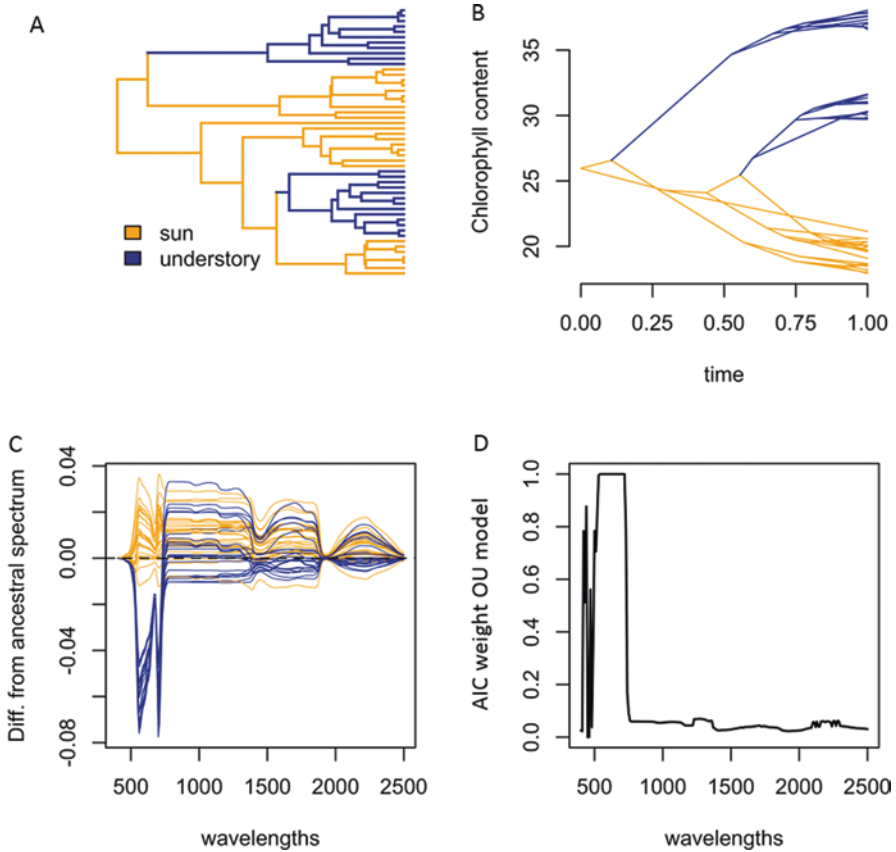 A
sun
understory
B
Chlorophyll content
35
30
25
20
0.00 0.25 0.50 0.75 1.00
time
C
Diff. from ancestral spectrum
0.04
0.00
-0.04
-0.08
500 1000 1500 2000 2500
wavelengths
D
AIC weight OU model
1.0
0.8
0.6
0.4
0.2
0.0
500 1000 1500 2000 2500
wavelengths